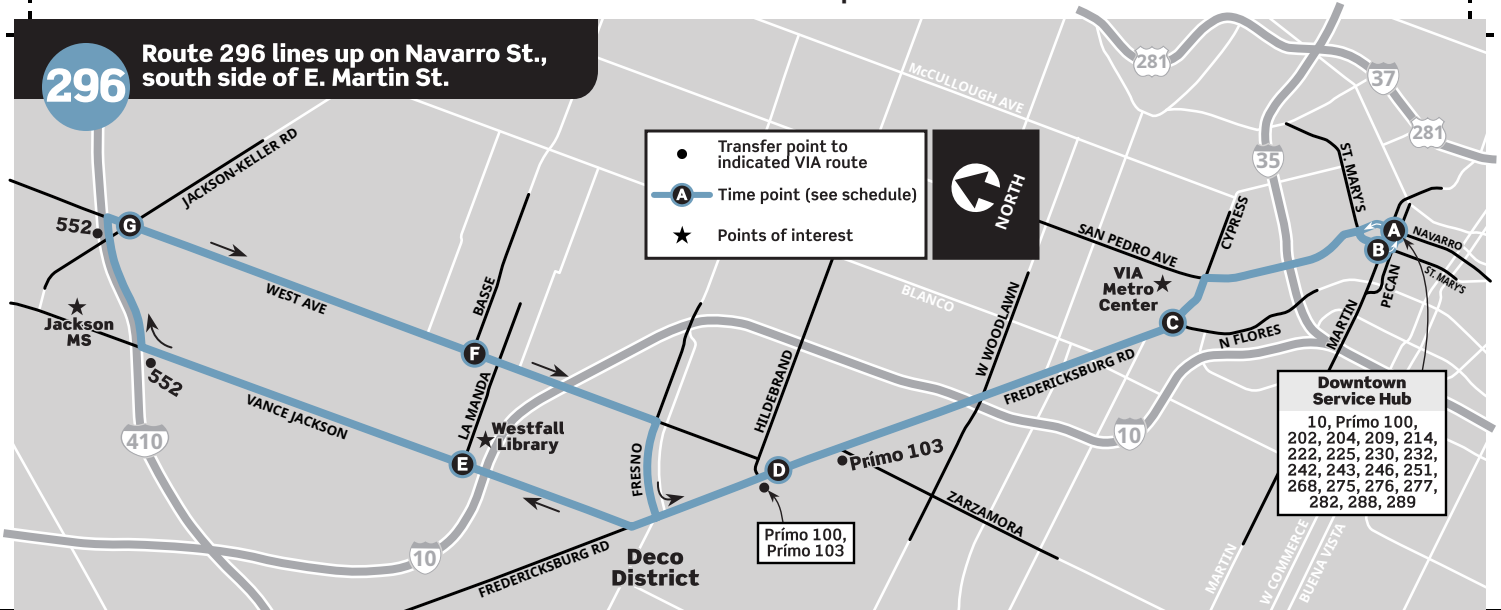 296
Route 296 lines up on Navarro St.,
south side of E. Martin St.
281
37
281
35
McCULLOUGH AVE
JACKSON-KELLER RD
Transfer point to
indicated VIA route
A
Time point (see schedule)
Points of interest
NORTH
ST. MARY'S
CYPRESS
SAN PEDRO AVE
A
B
NAVARRO
ST. MARY'S
PECAN
552
G
VIA
Metro
Center
WEST AVE
BASSE
BLANCO
W WOODLAWN
C
N FLORES
MARTIN
Jackson
MS
552
F
HILDEBRAND
FREDERICKSBURG RD
Downtown
Service Hub
10, Prímo 100,
202, 204, 209, 214,
222, 225, 230, 232,
242, 243, 246, 251,
268, 275, 276, 277,
282, 288, 289
VANCE JACKSON
LA MANDA
Westfall
Library
410
10
E
FRESNO
D
Prímo 103
ZARZAMORA
Prímo 100,
Prímo 103
10
FREDERICKSBURG RD
Deco
District
MARTIN
W COMMERCE
BUENA VISTA